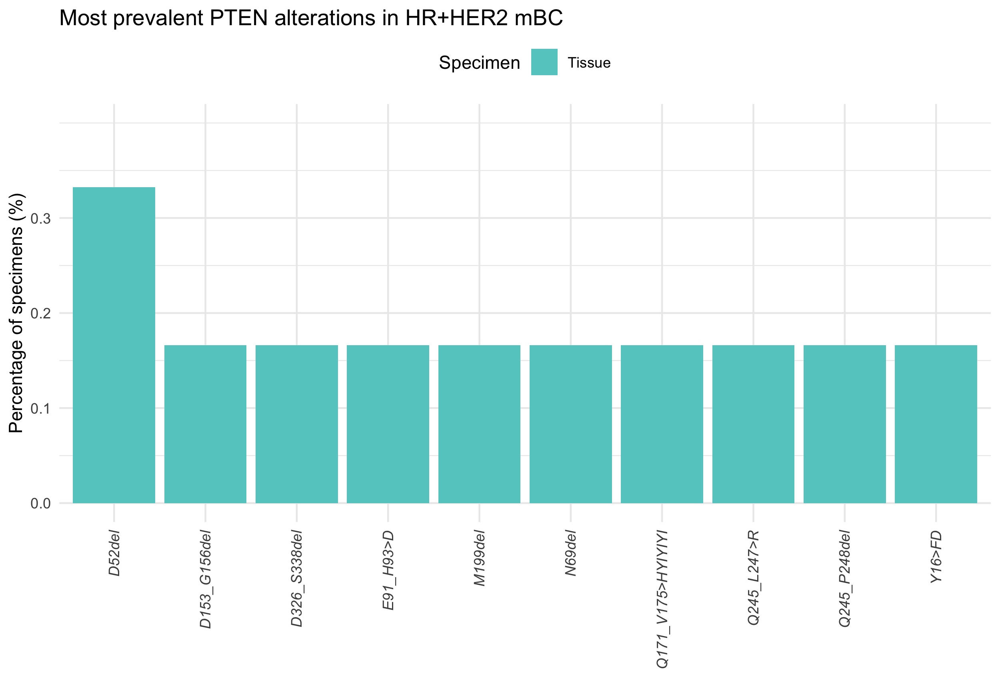 Most prevalent PTEN alterations in HR+HER2 mBC
Specimen Tissue
Percentage of specimens (%)
0.3
0.2
0.1
0.0
D52del
D153_G156del
D326_S338del
E91_H93>D
M199del
N69del
Q171_V175>HYIYIYI
Q245_L247>R
Q245_P248del
Y16>FD